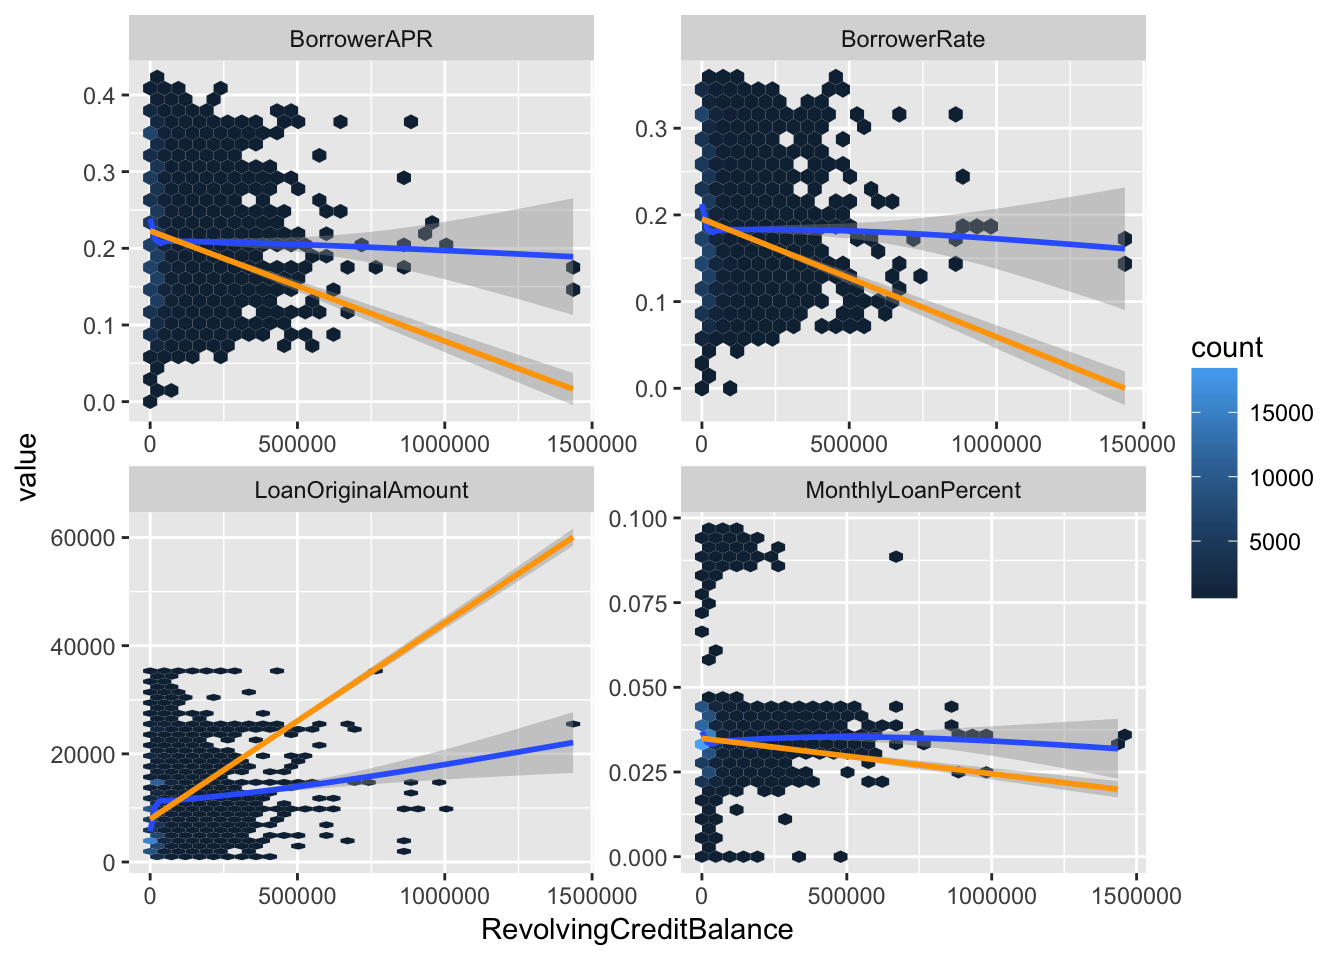 BorrowerAPR
BorrowerRate
0.4
0.3
0.2
0.1
0.0
0.3
0.2
0.1
0.0
0 500000 1000000 1500000
0 500000 1000000 1500000
LoanOriginalAmount
MonthlyLoanPercent
60000
40000
20000
0
0.100
0.075
0.050
0.025
0.000
0 500000 1000000 1500000
0 500000 1000000 1500000
value
RevolvingCreditBalance
count
15000
10000
5000